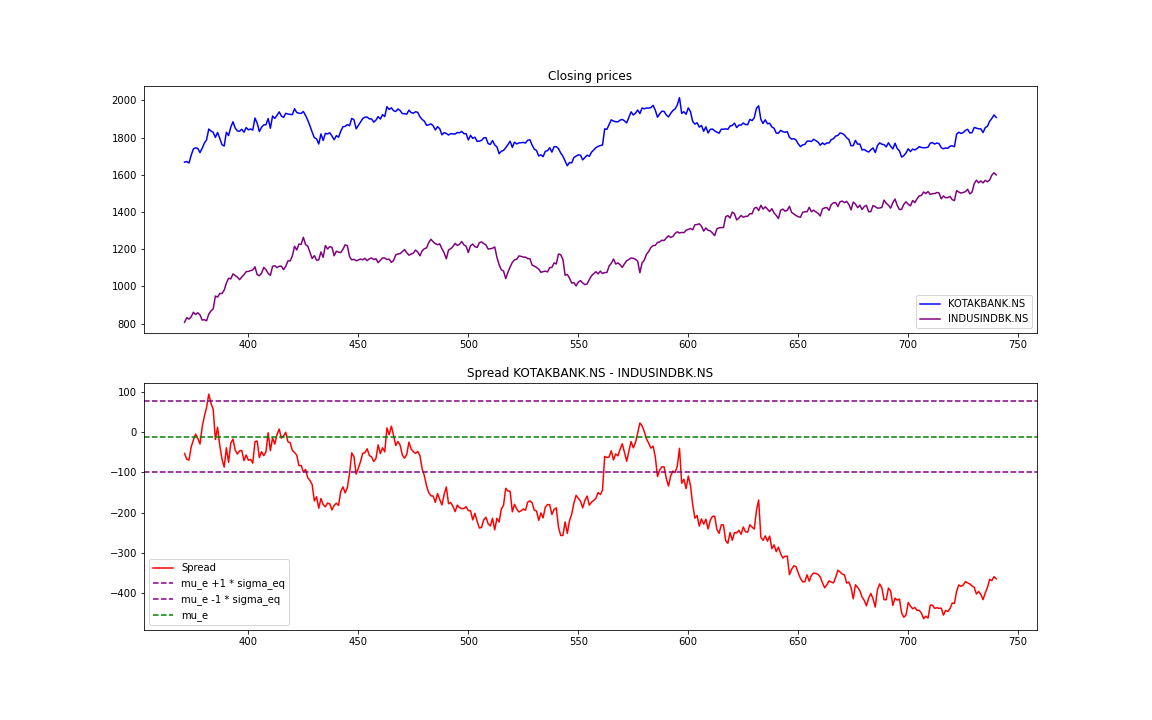 Closing prices
2000
1800
1600
1400
1200
1000
800
KOTAKBANK.NS
INDUSINDBK.NS
400 450 500 550 600 650 700 750
Spread KOTAKBANK.NS - INDUSINDBK.NS
100
0
−100
−200
−300
−400
Spread
mu_e +1 * sigma_eq
mu_e -1 * sigma_eq
mu_e
400 450 500 550 600 650 700 750